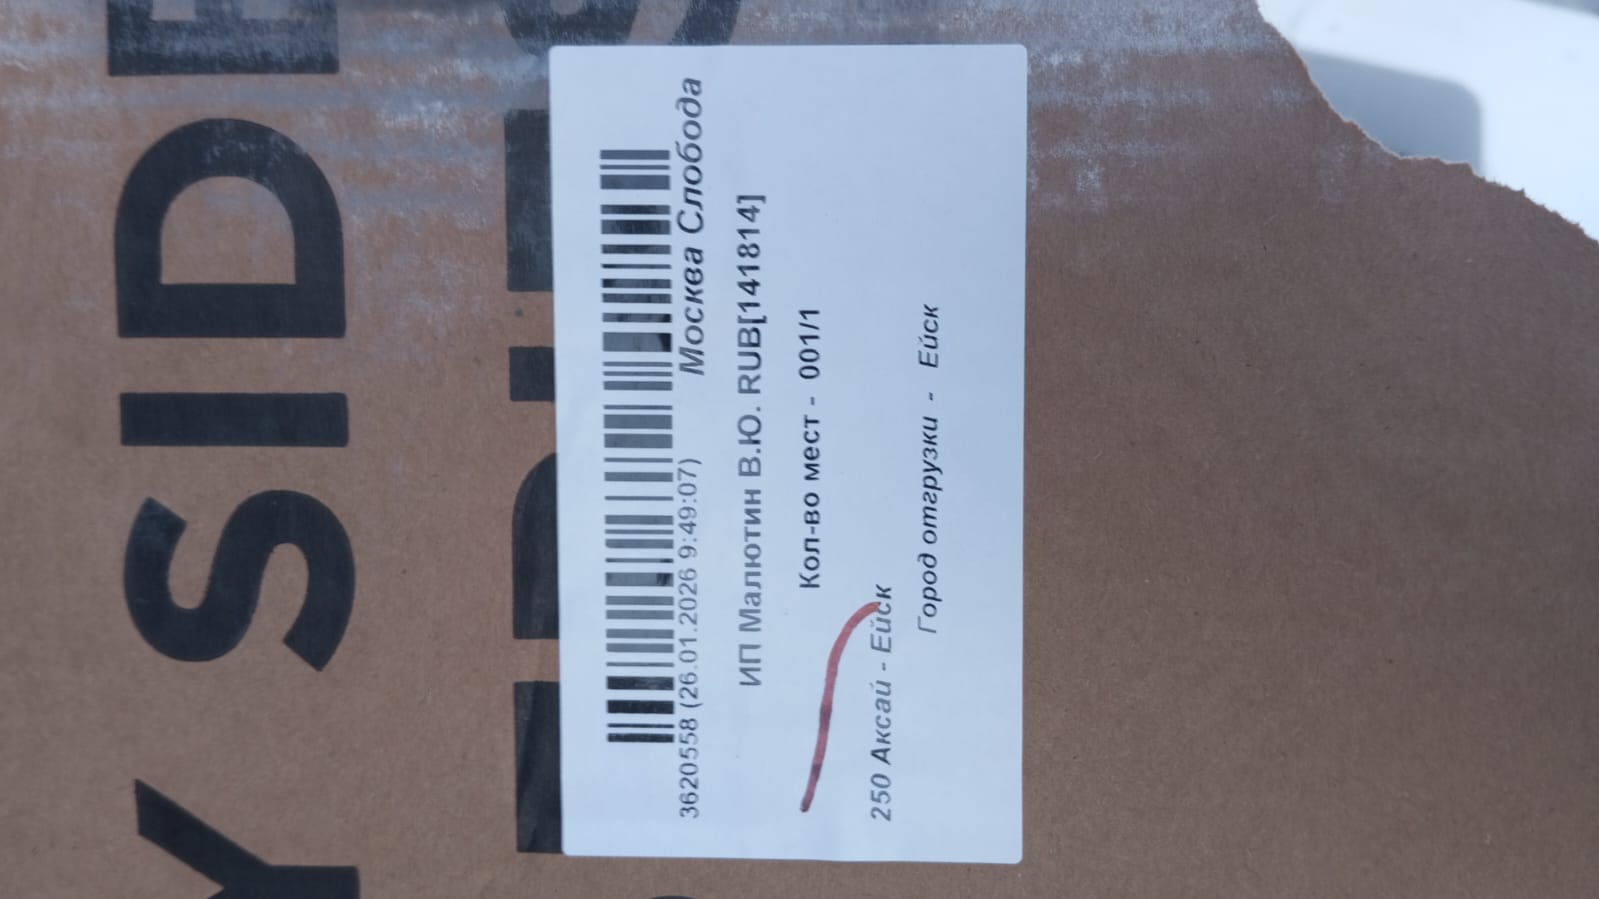 Y SIDE
3620558 (26.01.2026 9:49:07) Москва Слобода
ИП Малютин В.Ю. RUB[141814]
Кол-во мест - 001/1
250 Аксай - Ейск
Город отгрузки - Ейск